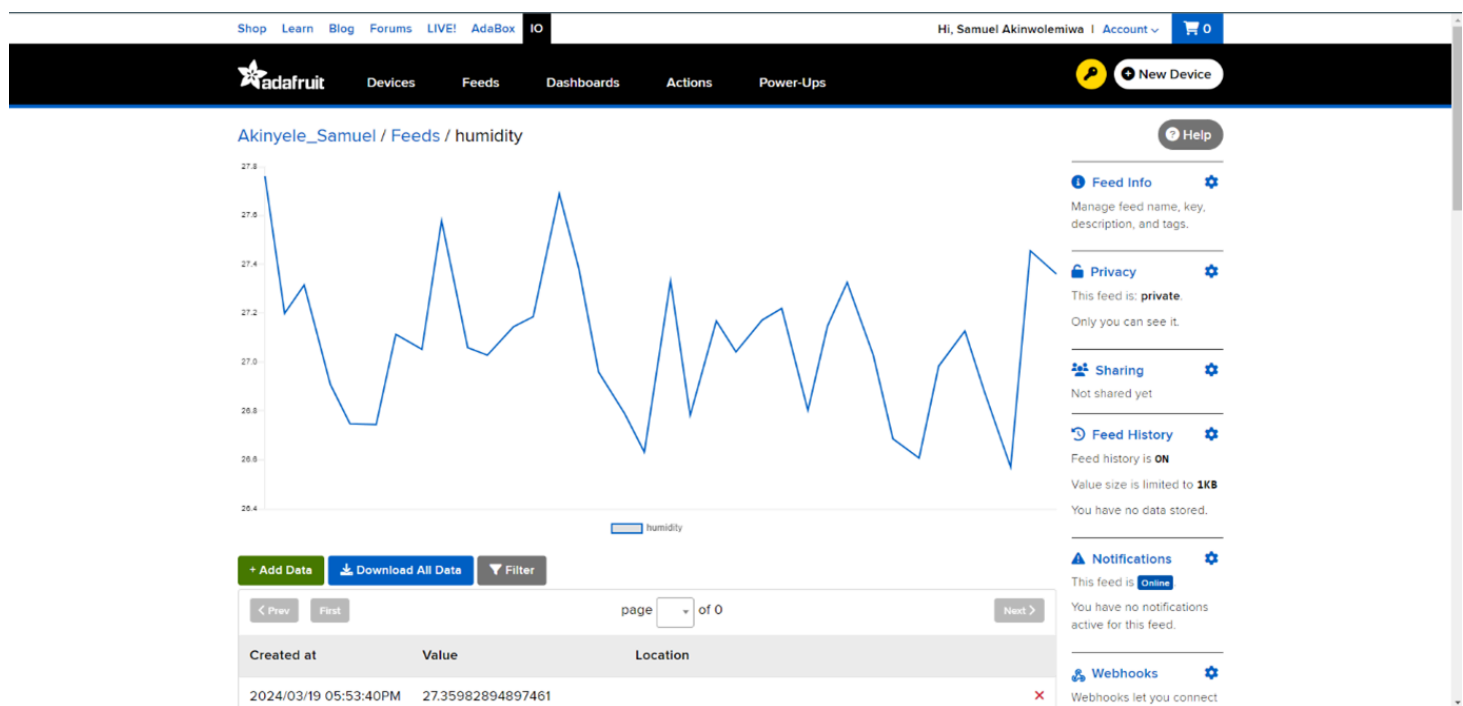 Shop Learn Blog Forums LIVE! AdaBox IO
Hi, Samuel Akinwolemiwa | Account 0
adafruit Devices Feeds Dashboards Actions Power-Ups
New Device
Akinyele_Samuel / Feeds / humidity
Help
27.8
27.6
27.4
27.2
27.0
26.8
26.6
26.4
humidity
Feed Info
Manage feed name, key,
description, and tags.
Privacy
This feed is: private.
Only you can see it.
Sharing
Not shared yet
Feed History
Feed history is ON
Value size is limited to 1KB
You have no data stored.
Notifications
This feed is Online
You have no notifications
active for this feed.
Webhooks
Webhooks let you connect
+ Add Data Download All Data Filter
< Prev First page of 0 Next >
Created at Value Location
2024/03/19 05:53:40PM 27.35982894897461